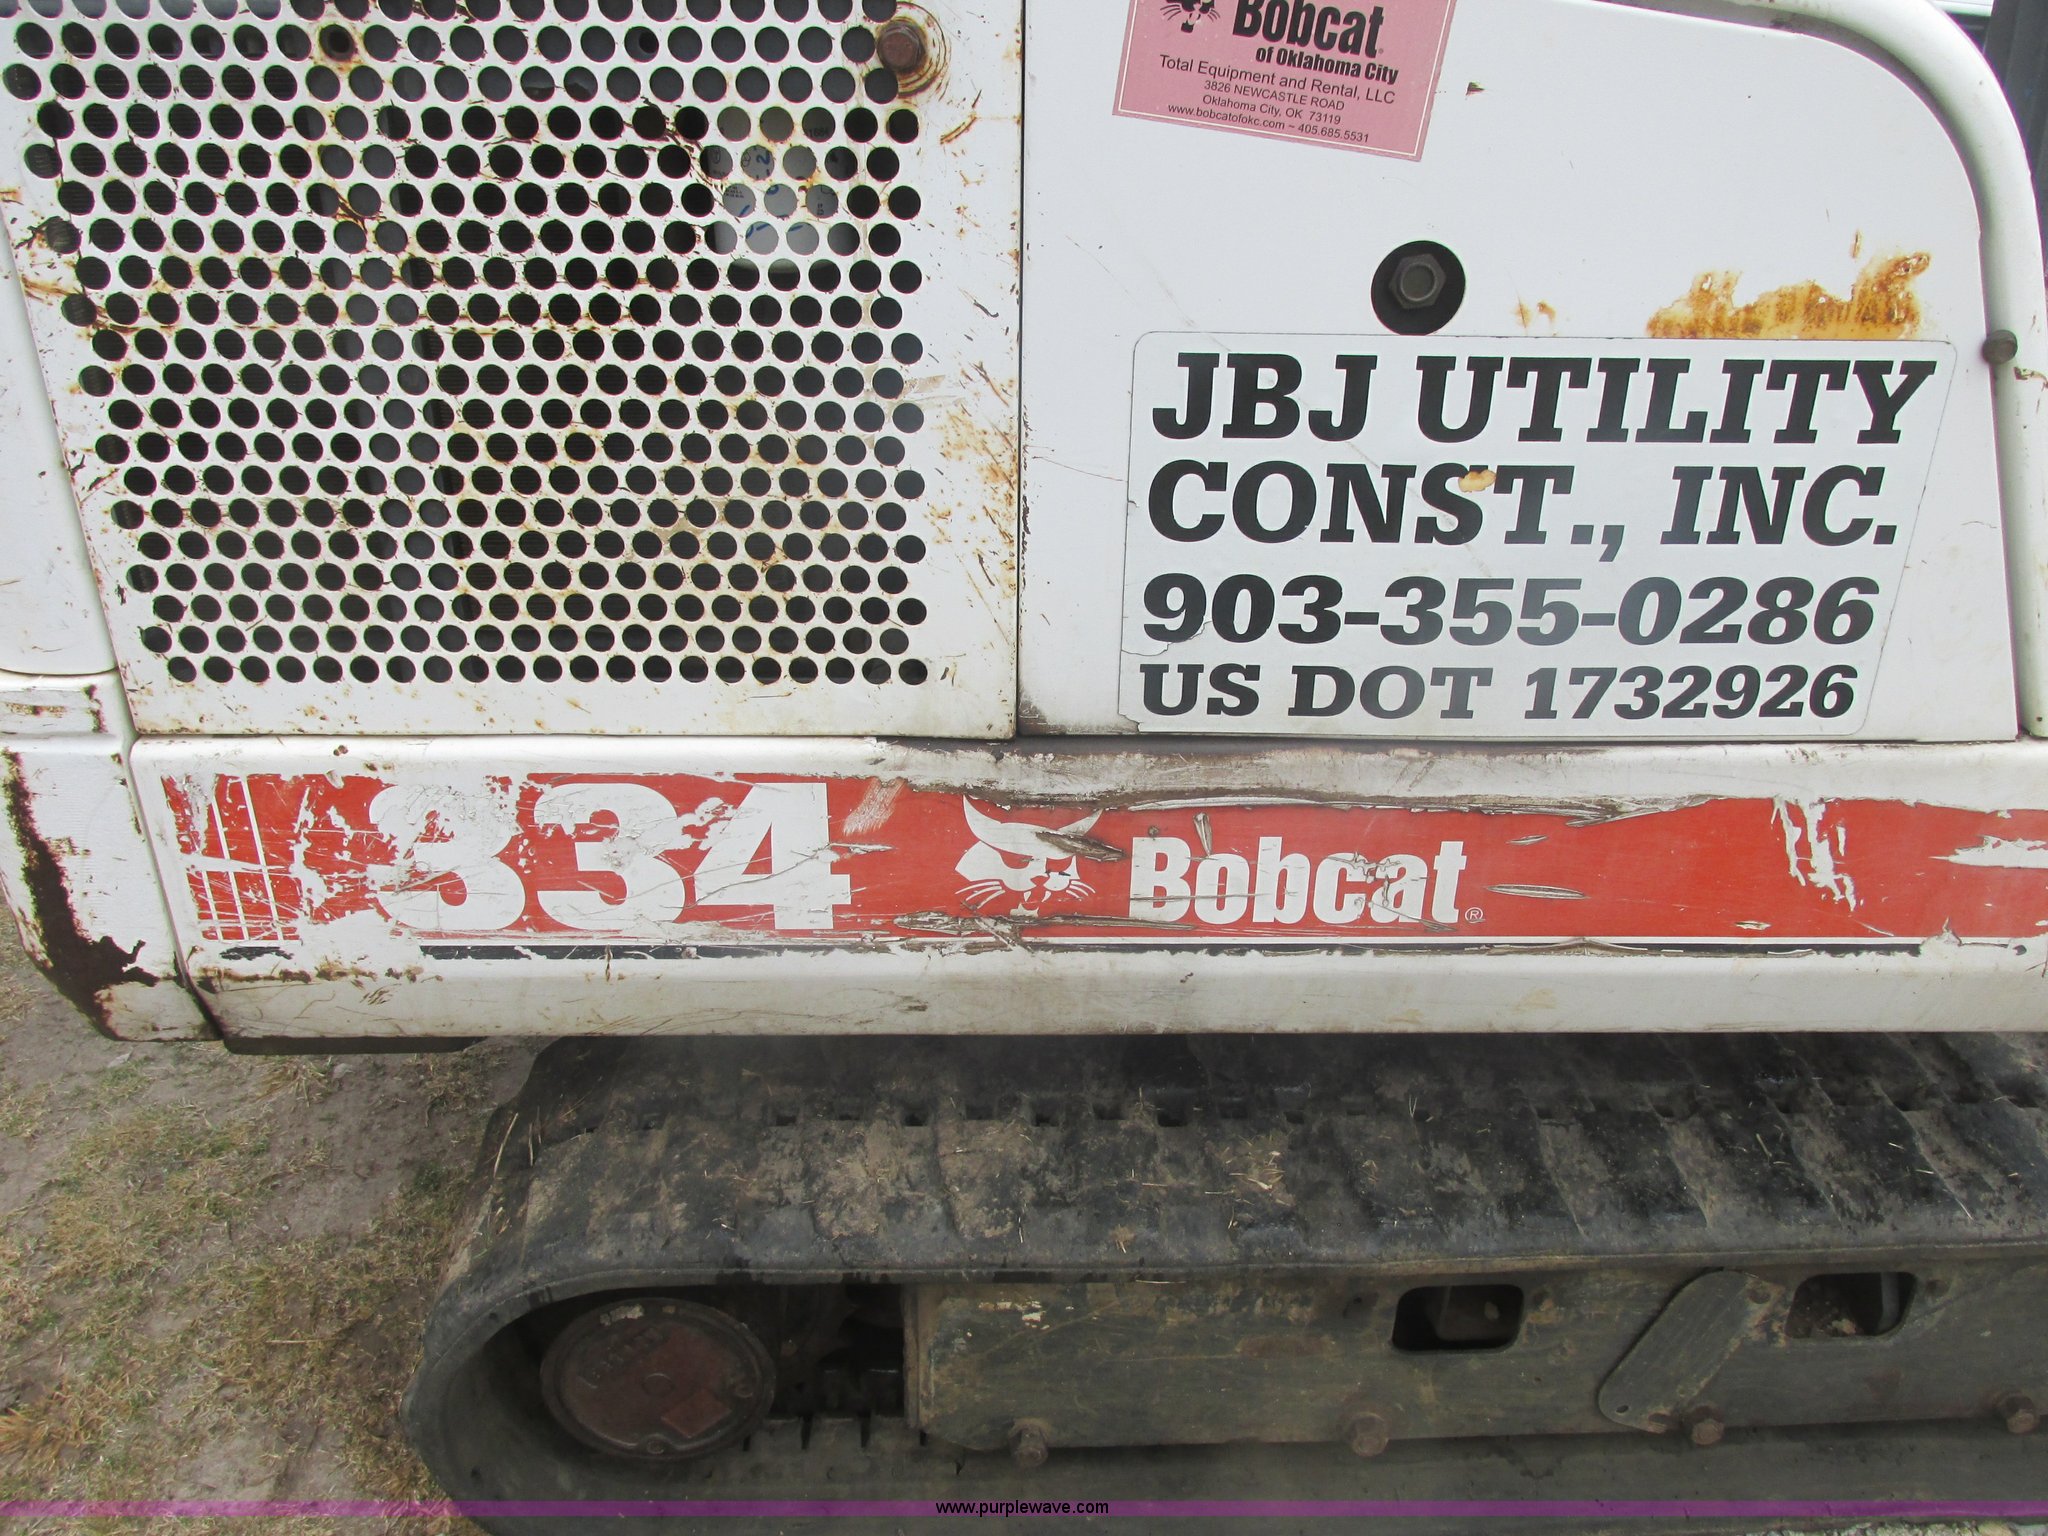 Bobcat
of Oklahoma City
Total Equipment and Rental, LLC
3826 NEWCASTLE ROAD
Oklahoma City, OK 73119
www.bobcatofokc.com ~ 405.685.5531
JBJ UTILITY
CONST., INC.
903-355-0286
US DOT 1732926
334 Bobcat®
www.purplewave.com